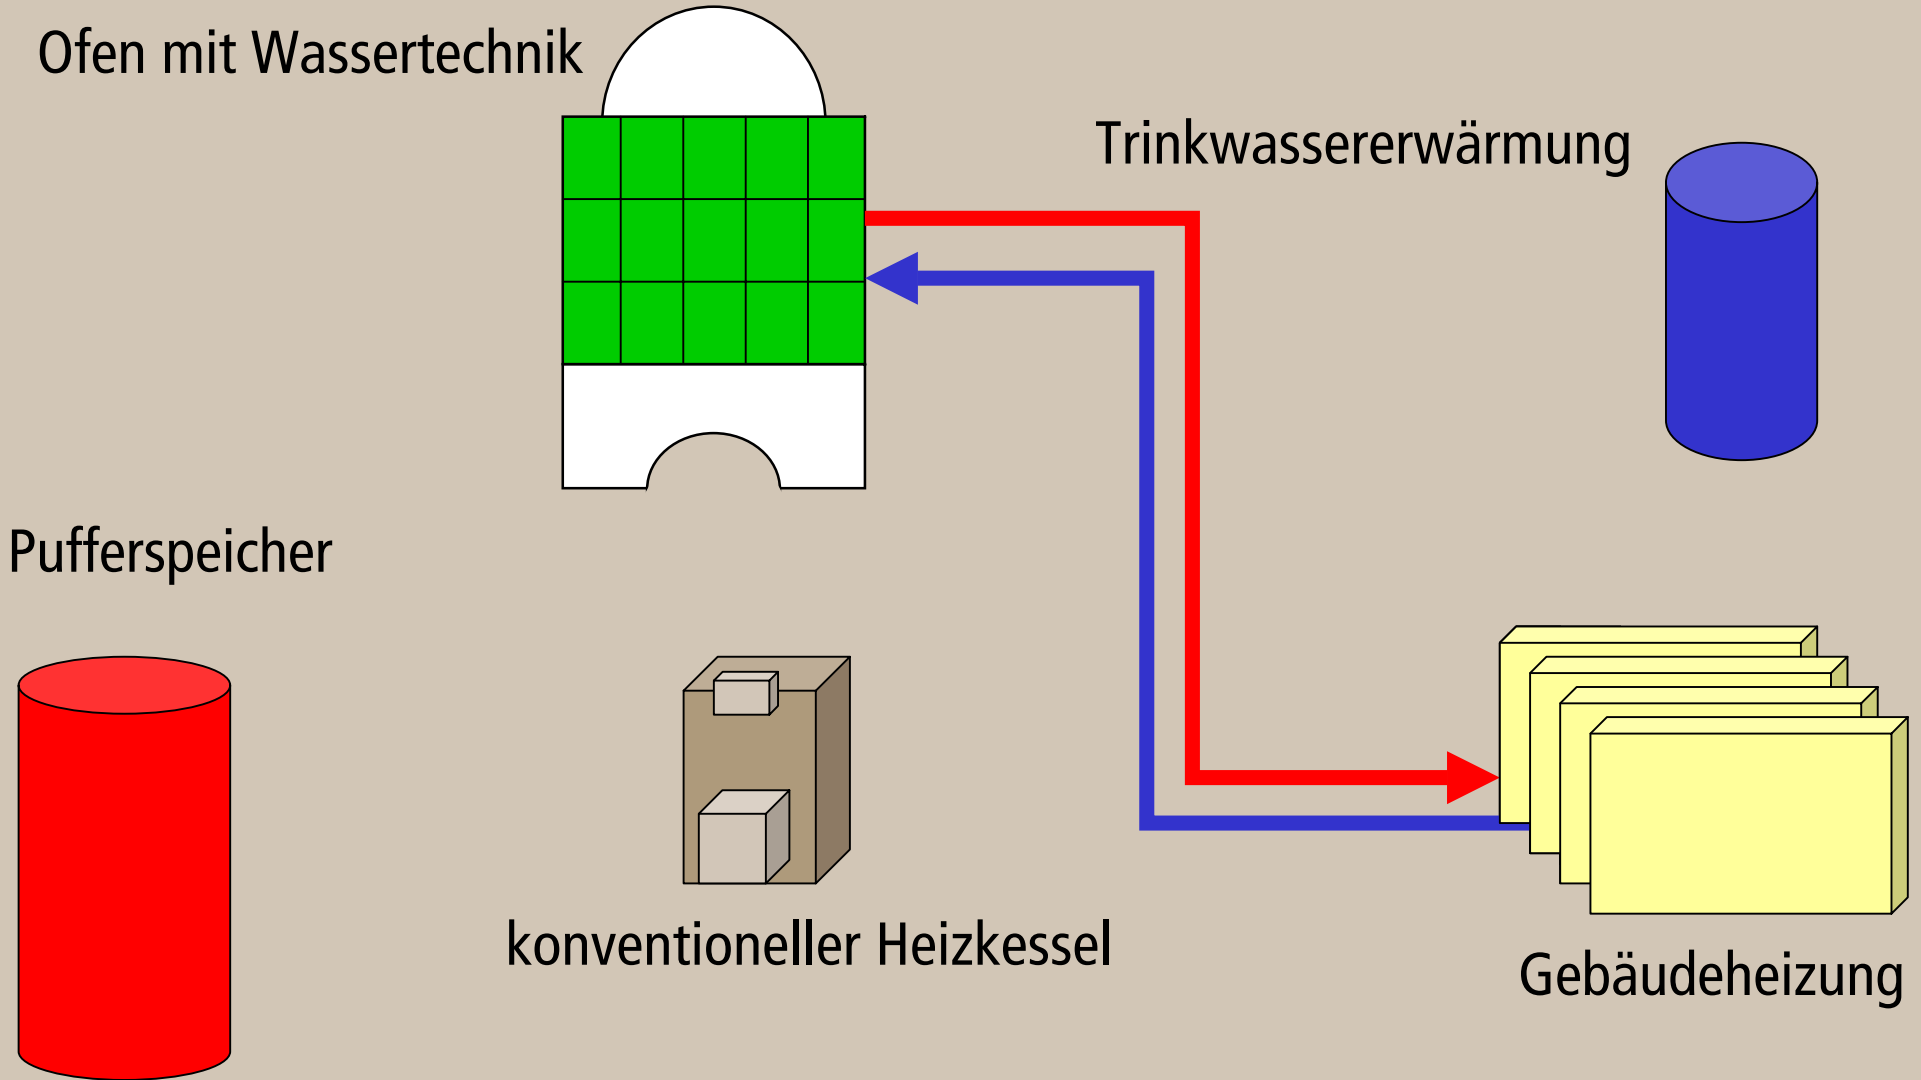 Ofen mit Wassertechnik
Trinkwassererwärmung
Pufferspeicher
konventioneller Heizkessel
Gebäudeheizung